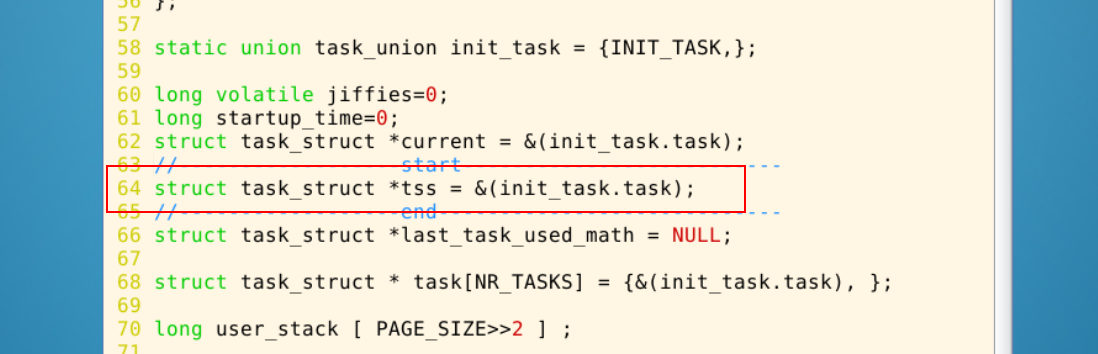 56 };
57
58 static union task_union init_task = {INIT_TASK,};
59
60 long volatile jiffies=0;
61 long startup_time=0;
62 struct task_struct *current = &(init_task.task);
63 //------------------start--------------------------
64 struct task_struct *tss = &(init_task.task);
65 //------------------end----------------------------
66 struct task_struct *last_task_used_math = NULL;
67
68 struct task_struct * task[NR_TASKS] = {&(init_task.task), };
69
70 long user_stack [ PAGE_SIZE>>2 ] ;
71